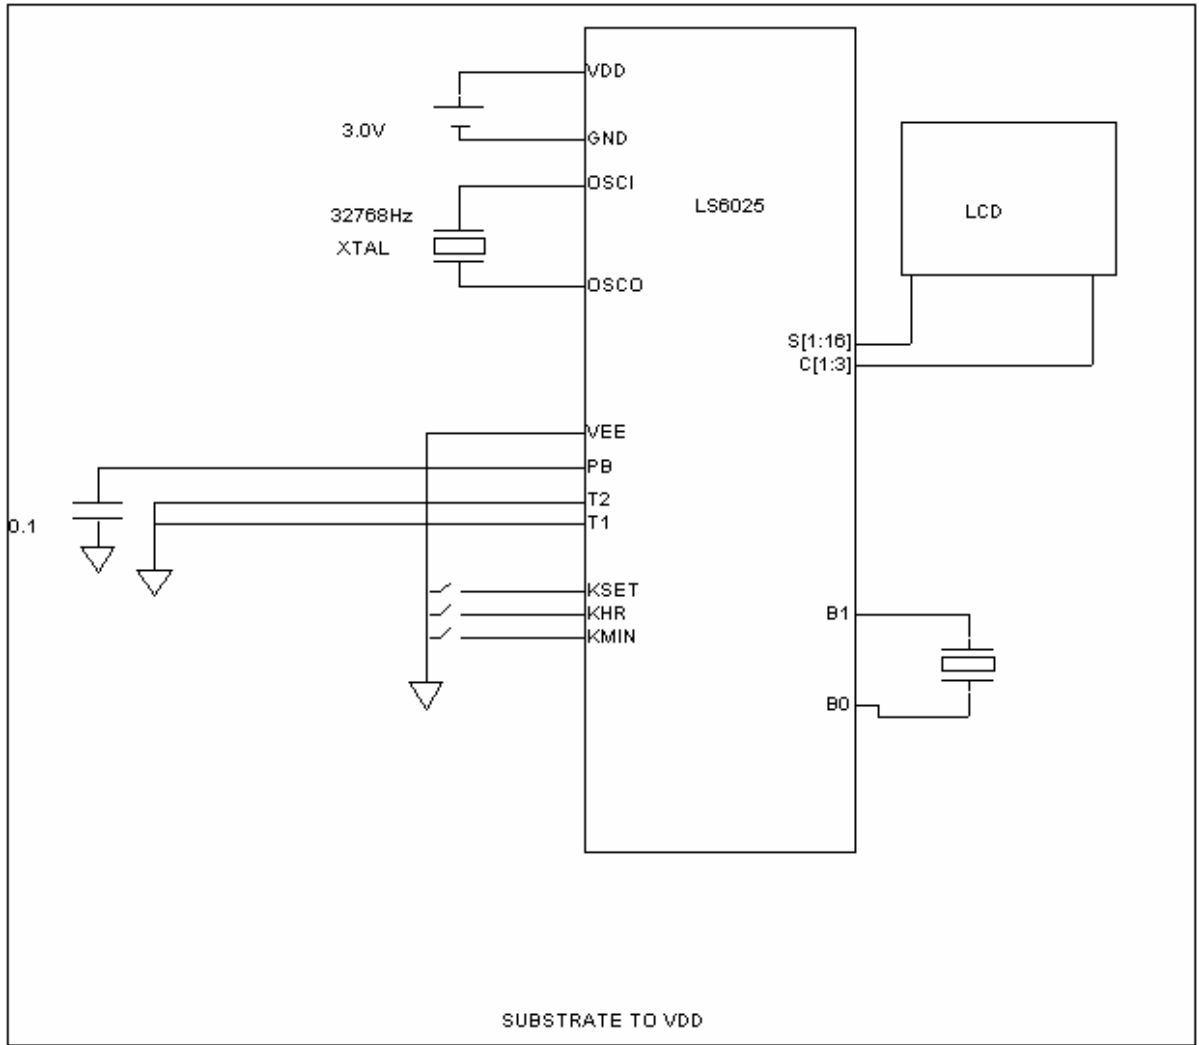 VDD
3.0V
GND
OSCI
LS6025
LCD
32768Hz
XTAL
OSCO
S[1:16]
C[1:3]
VEE
PB
T2
0.1
T1
KSET
KHR
B1
KMIN
B0
SUBSTRATE TO VDD